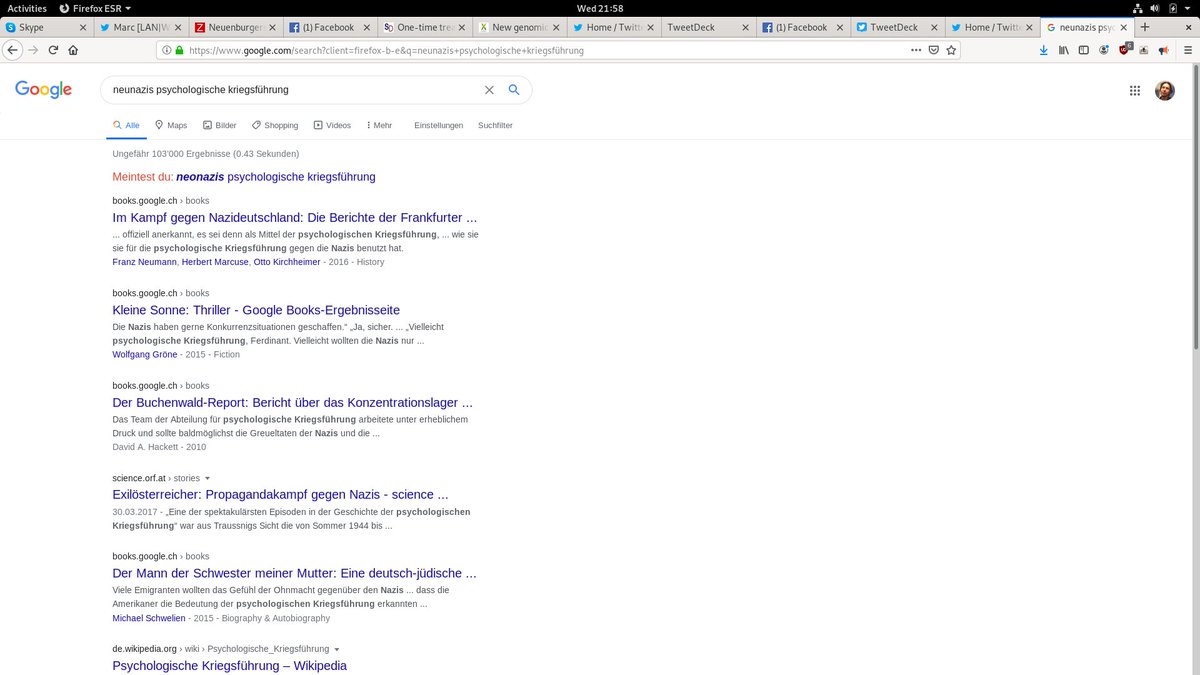 Activities Firefox ESR Wed 21:58
Skype Marc [LAN]W Neuenburger (1) Facebook One-time trea New genomic Home / Twitte TweetDeck (1) Facebook TweetDeck Home / Twitte neunazis psyc
https://www.google.com/search?client=firefox-b-e&q=neunazis+psychologische+kriegsführung 6
Google neunazis psychologische kriegsführung
Alle Maps Bilder Shopping Videos Mehr Einstellungen Suchfilter
Ungefähr 103'000 Ergebnisse (0.43 Sekunden)
Meintest du: neonazis psychologische kriegsführung
books.google.ch › books
Im Kampf gegen Nazideutschland: Die Berichte der Frankfurter ...
... offiziell anerkannt, es sei denn als Mittel der psychologischen Kriegsführung, ... wie sie
sie für die psychologische Kriegsführung gegen die Nazis benutzt hat.
Franz Neumann, Herbert Marcuse, Otto Kirchheimer - 2016 - History
books.google.ch › books
Kleine Sonne: Thriller - Google Books-Ergebnisseite
Die Nazis haben gerne Konkurrenzsituationen geschaffen.“ „Ja, sicher. ... „Vielleicht
psychologische Kriegsführung, Ferdinant. Vielleicht wollten die Nazis nur ...
Wolfgang Gröne - 2015 - Fiction
books.google.ch › books
Der Buchenwald-Report: Bericht über das Konzentrationslager ...
Das Team der Abteilung für psychologische Kriegsführung arbeitete unter erheblichem
Druck und sollte baldmöglichst die Greueltaten der Nazis und die ...
David A. Hackett - 2010
science.orf.at › stories
Exilösterreicher: Propagandakampf gegen Nazis - science ...
30.03.2017 - „Eine der spektakulärsten Episoden in der Geschichte der psychologischen
Kriegsführung“ war aus Traussnigs Sicht die von Sommer 1944 bis ...
books.google.ch › books
Der Mann der Schwester meiner Mutter: Eine deutsch-jüdische ...
Viele Emigranten wollten das Gefühl der Ohnmacht gegenüber den Nazis ... dass die
Amerikaner die Bedeutung der psychologischen Kriegsführung erkannten ...
Michael Schwelien - 2015 - Biography & Autobiography
de.wikipedia.org › wiki › Psychologische_Kriegsführung
Psychologische Kriegsführung – Wikipedia